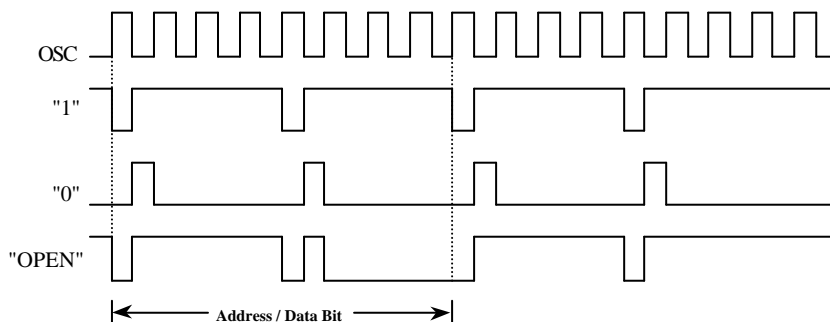 OSC
"1"
"0"
"OPEN"
Address / Data Bit